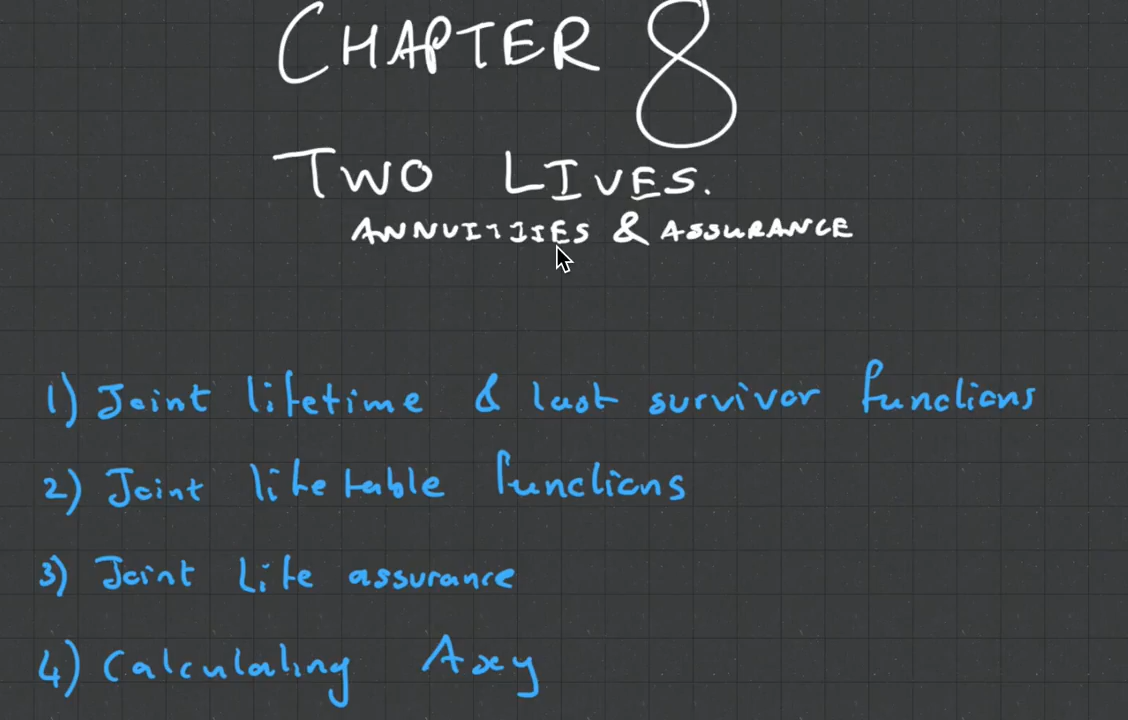 CHAPTER 8
TWO LIVES.
ANNUITIES & ASSURANCE
1) Joint lifetime & last survivor functions
2) Joint life table functions
3) Joint life assurance
4) Calculating Axy